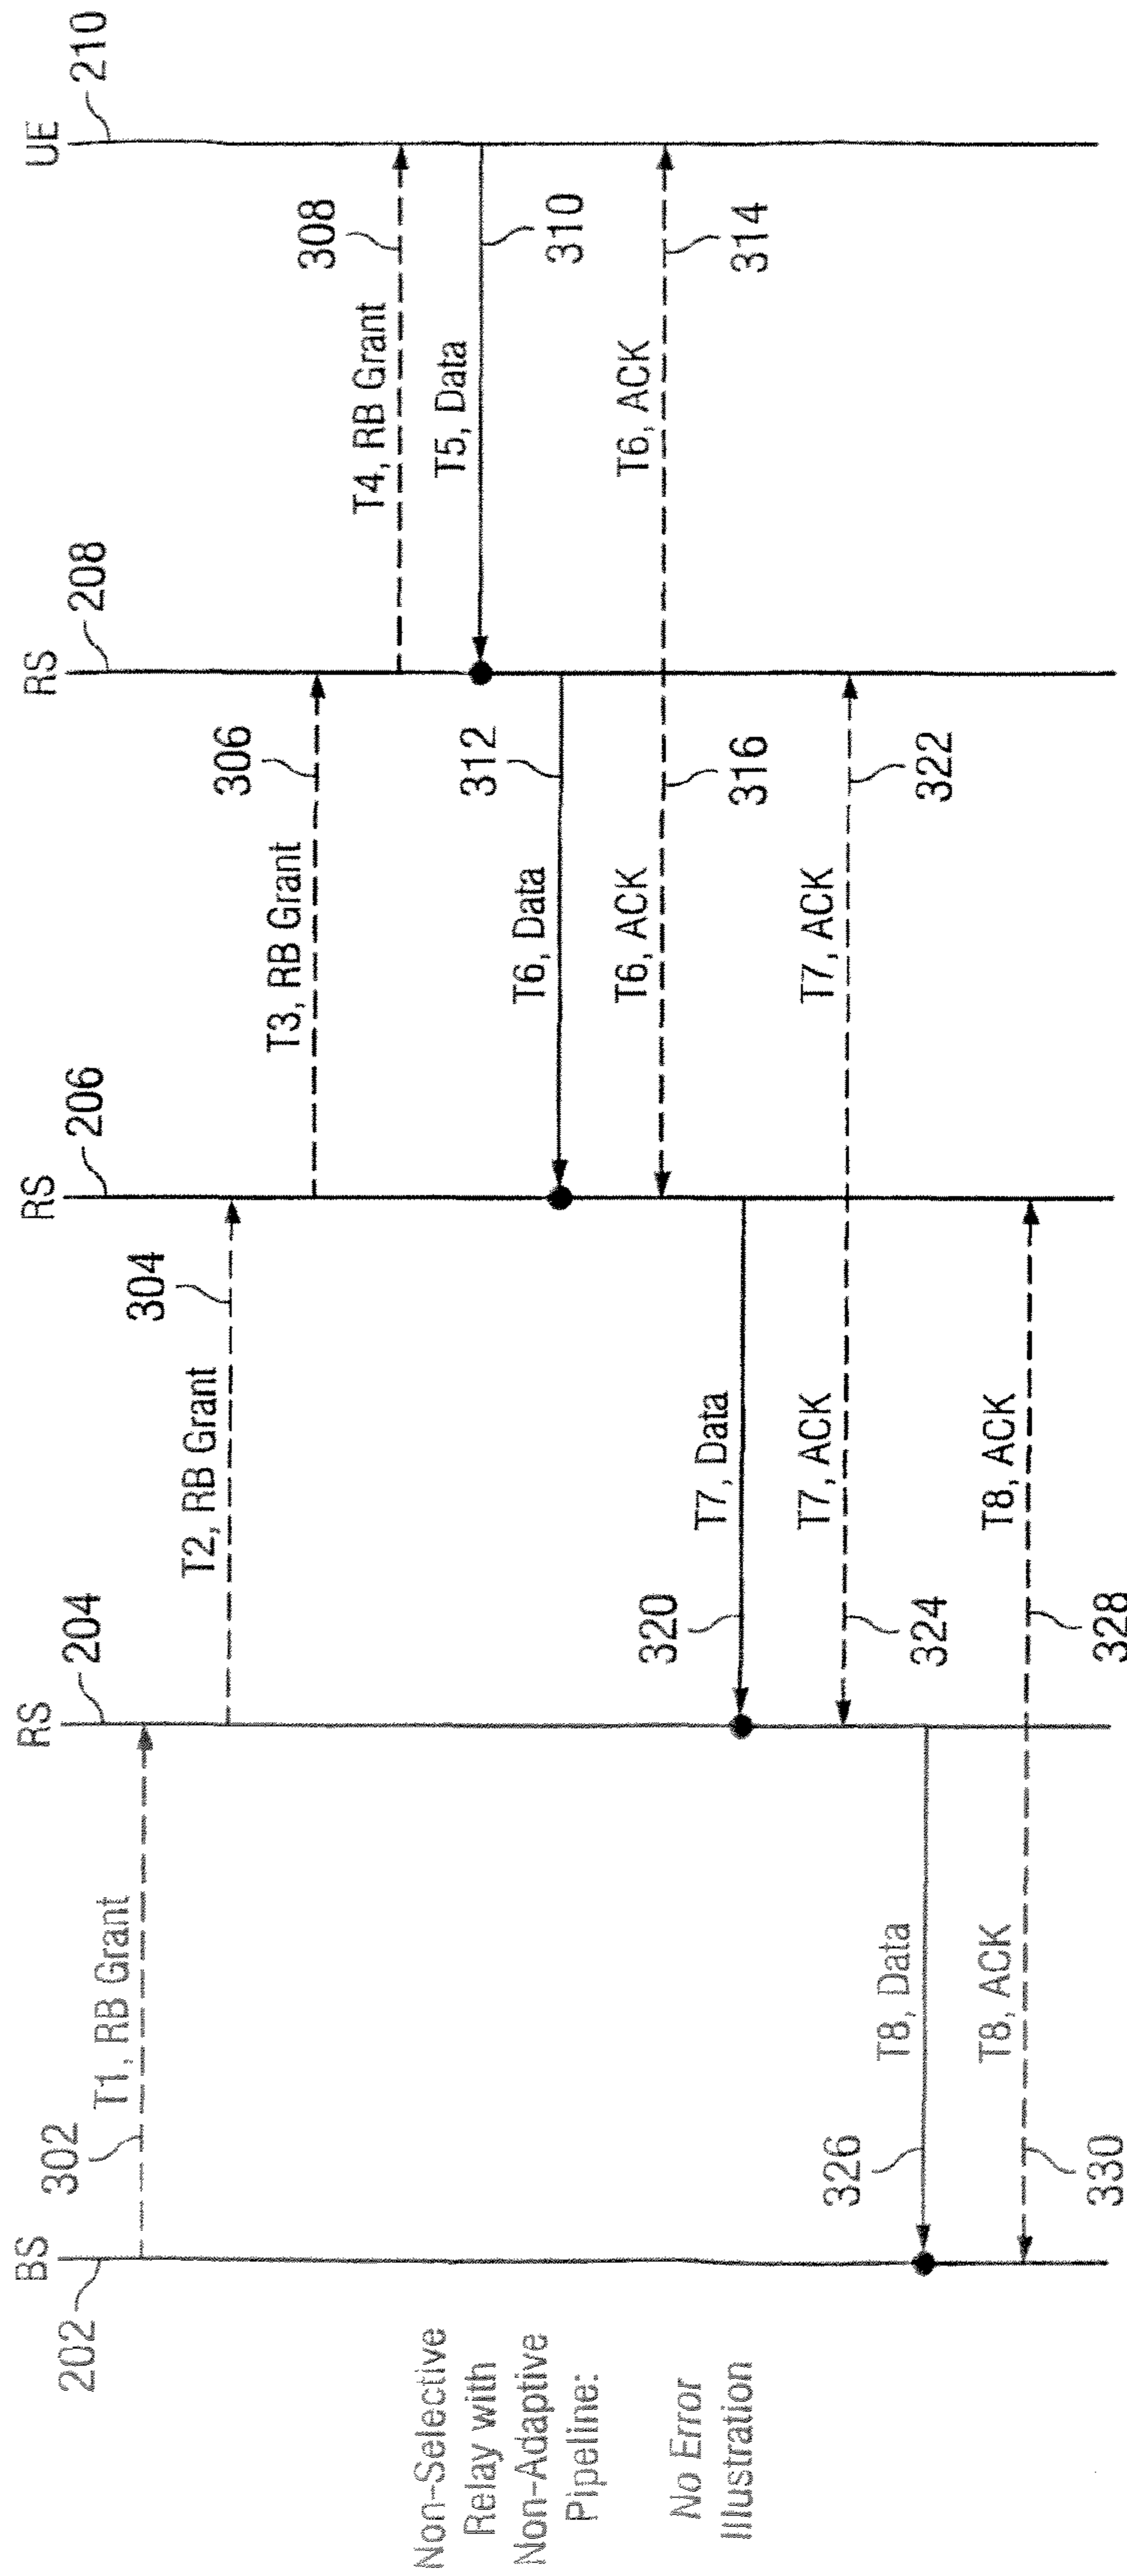 BS
RS
RS
RS
UE
202
204
206
208
210
302
T1, RB Grant
304
T2, RB Grant
306
T3, RB Grant
308
T4, RB Grant
T5, Data
310
312
T6, Data
T6, ACK
T6, ACK
316
314
320
T7, Data
T7, ACK
T7, ACK
324
322
326
T8, Data
T8, ACK
T8, ACK
330
328
Non-Selective
Relay with
Non-Adaptive
Pipeline:
No Error
Illustration